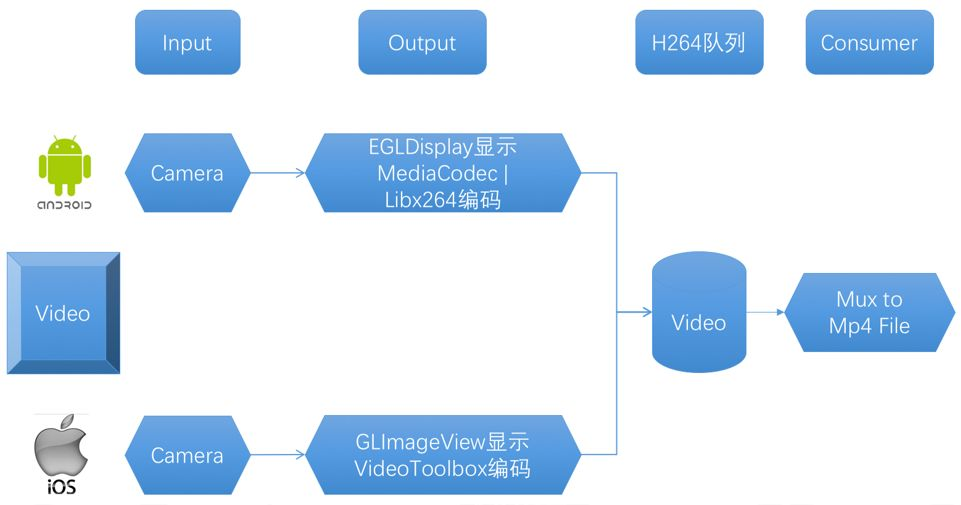 Input
Output
H264队列
Consumer
ANDROID
Camera
EGLDisplay显示
MediaCodec |
Libx264编码
Video
Video
Mux to
Mp4 File
iOS
Camera
GLImageView显示
VideoToolbox编码